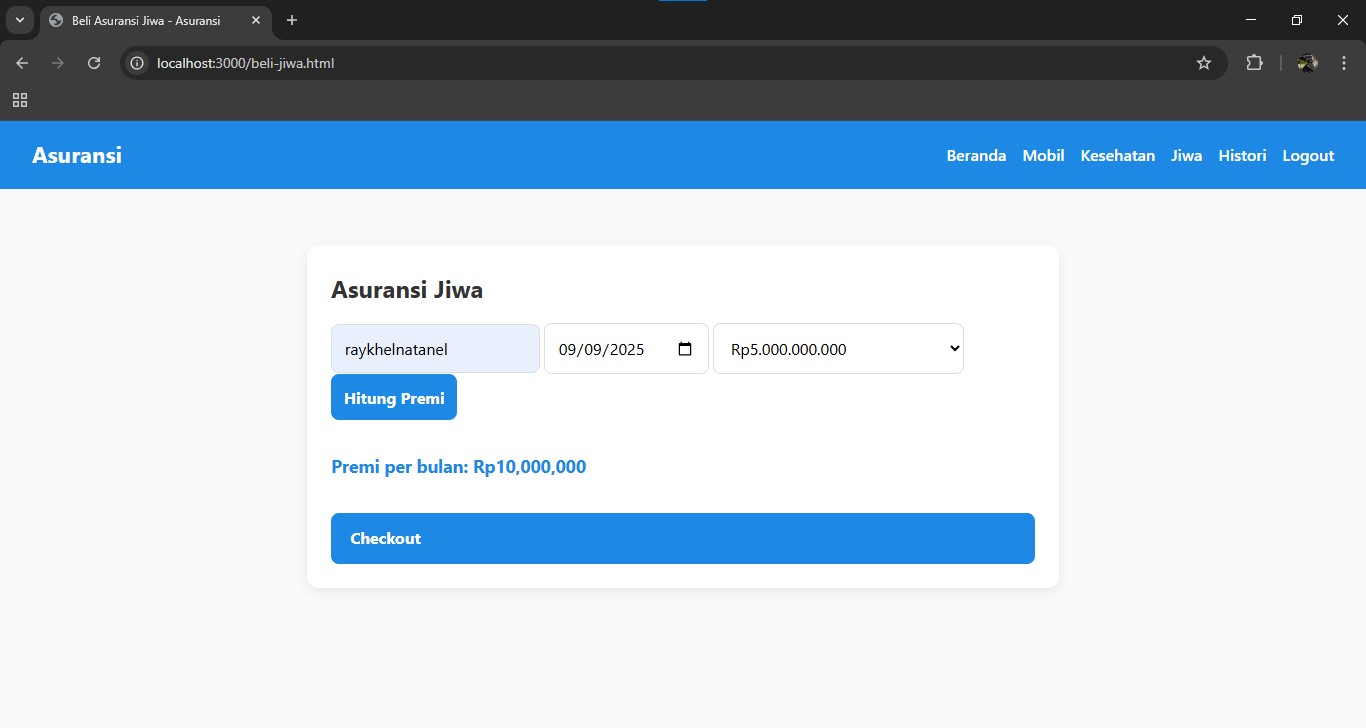 Beli Asuransi Jiwa - Asuransi
localhost:3000/beli-jiwa.html
Asuransi
Beranda Mobil Kesehatan Jiwa Histori Logout
Asuransi Jiwa
raykhelnatanel 09/09/2025 Rp5.000.000.000
Hitung Premi
Premi per bulan: Rp10,000,000
Checkout